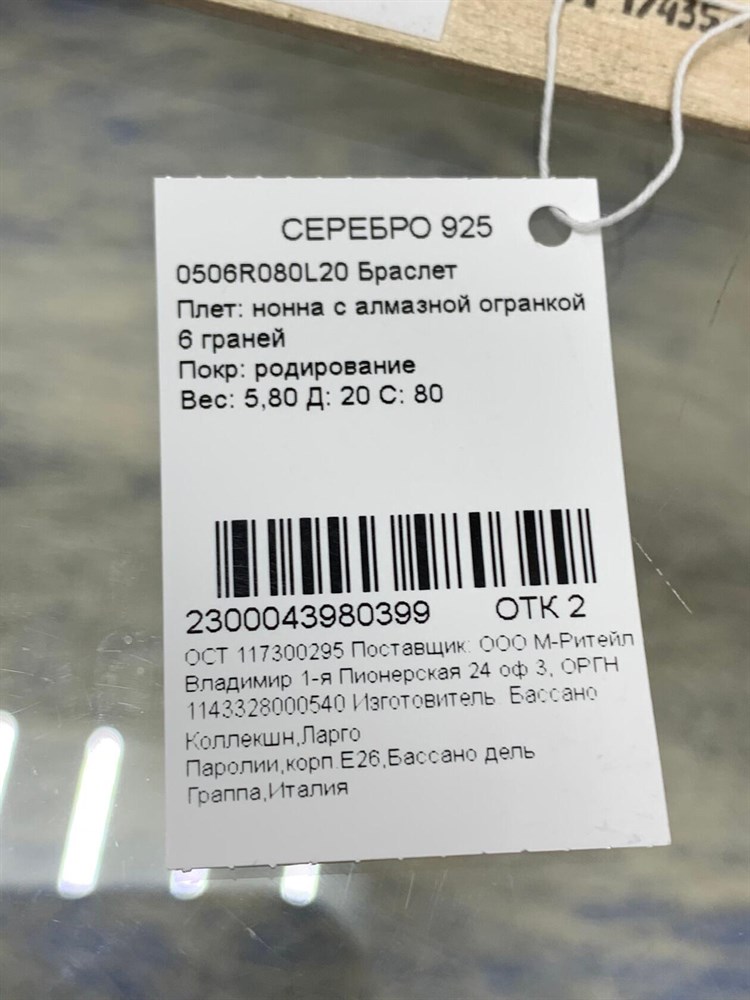 СЕРЕБРО 925
0506R080L20 Браслет
Плет: нонна с алмазной огранкой
6 граней
Покр: родирование
Вес: 5,80 Д: 20 С: 80
2300043980399 ОТК 2
ОСТ 117300295 Поставщик: ООО М-Ритейл
Владимир 1-я Пионерская 24 оф 3, ОРГН
1143328000540 Изготовитель Бассано
Коллекшн,Ларго
Паролии,корп.Е26,Бассано дель
Граппа,Италия